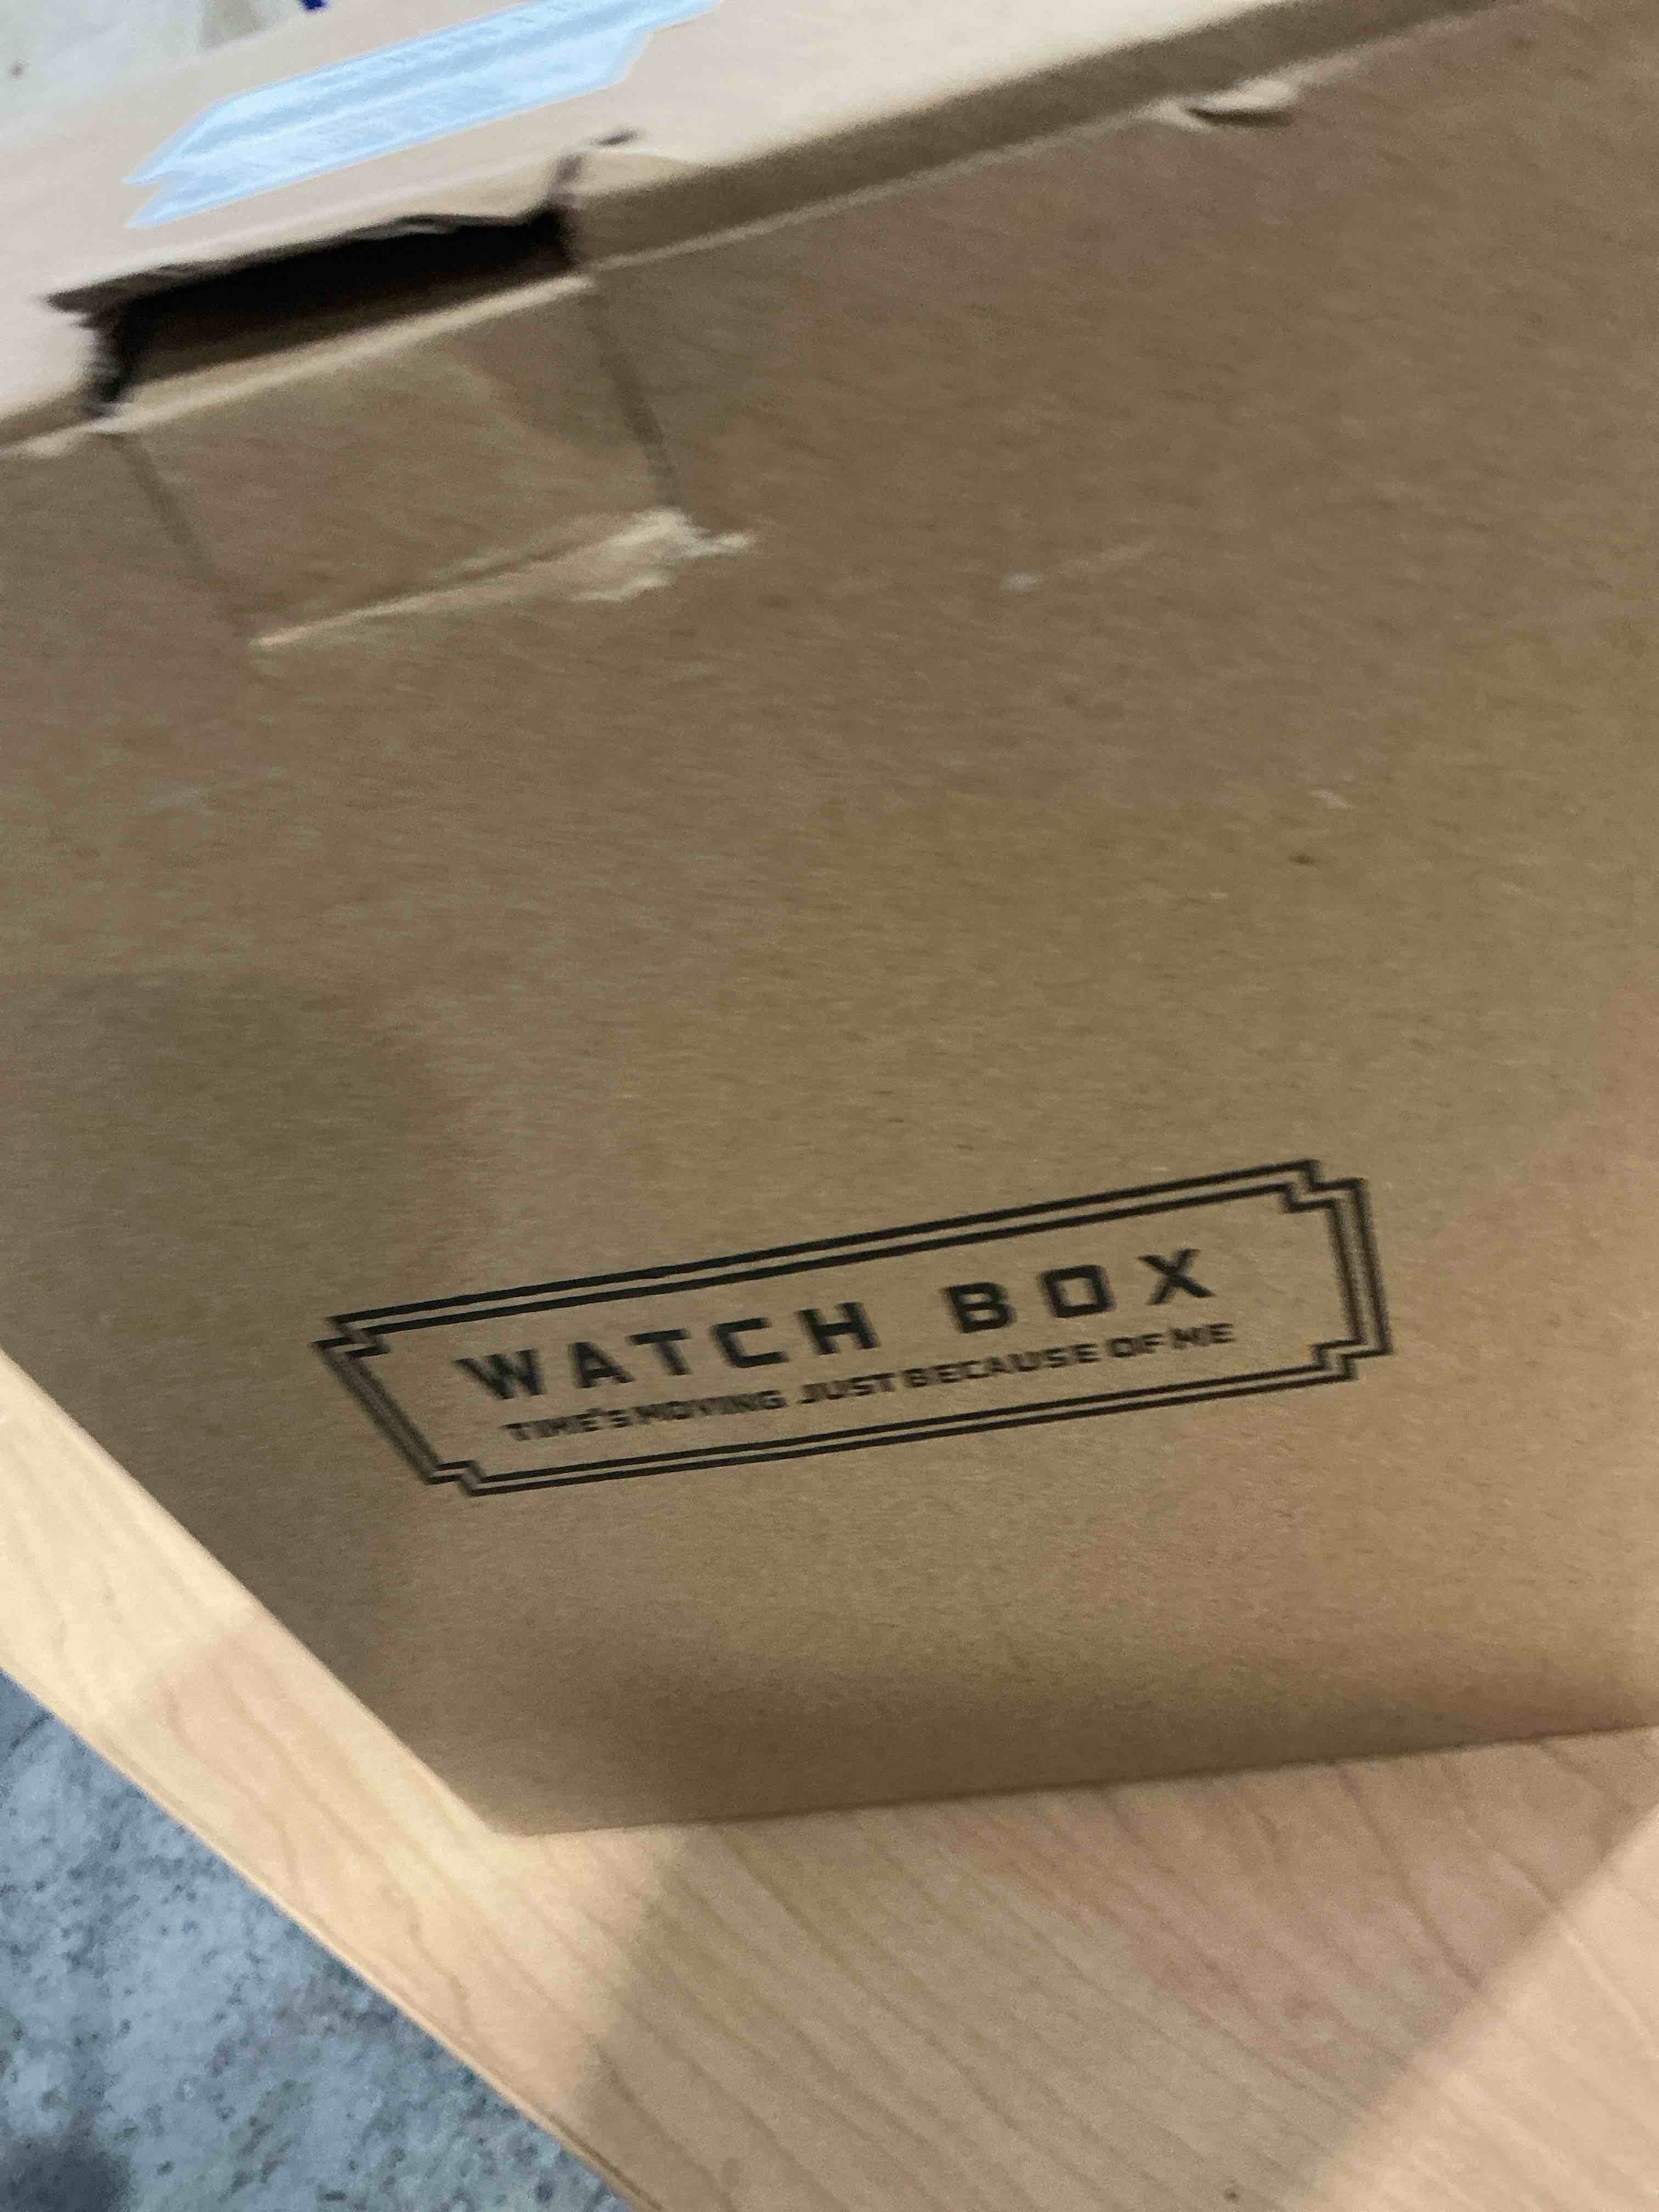 WATCH BOX
TIME'S MOVING JUST BECAUSE OF ME